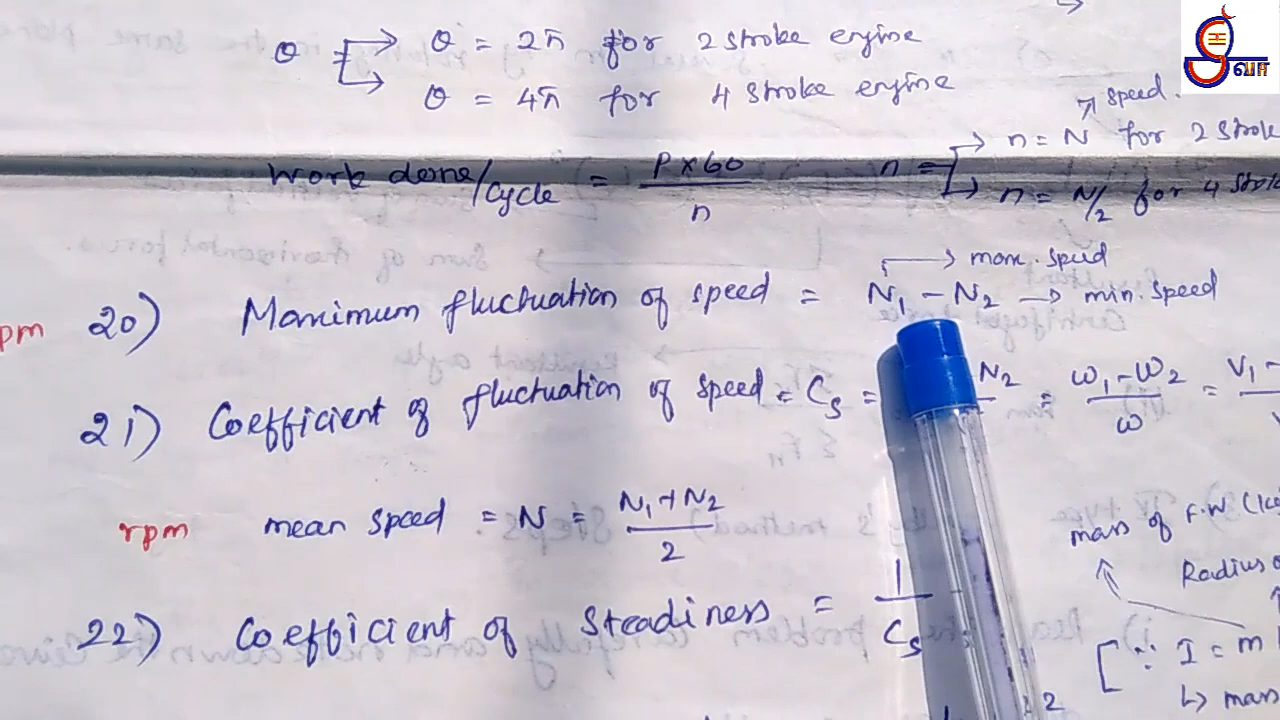 θ → θ = 2π for 2 stroke engine
→ θ = 4π for 4 stroke engine
→ speed.
Work done/cycle = P×60 / n
n = → n = N for 2 strok
→ n = N/2 for 4 strok
20) Maximum fluctuation of speed = N₁ - N₂ → min. speed
→ max. speed
pm
21) Coefficient of fluctuation of speed = Cs = N₂ = ω₁-ω₂ / ω = V₁ -
rpm mean speed = N = N₁+N₂ / 2
mass of F.W (k
Radius o
22) Coefficient of Steadiness = 1 / Cs
[∵ I = m
↳ mass
வா